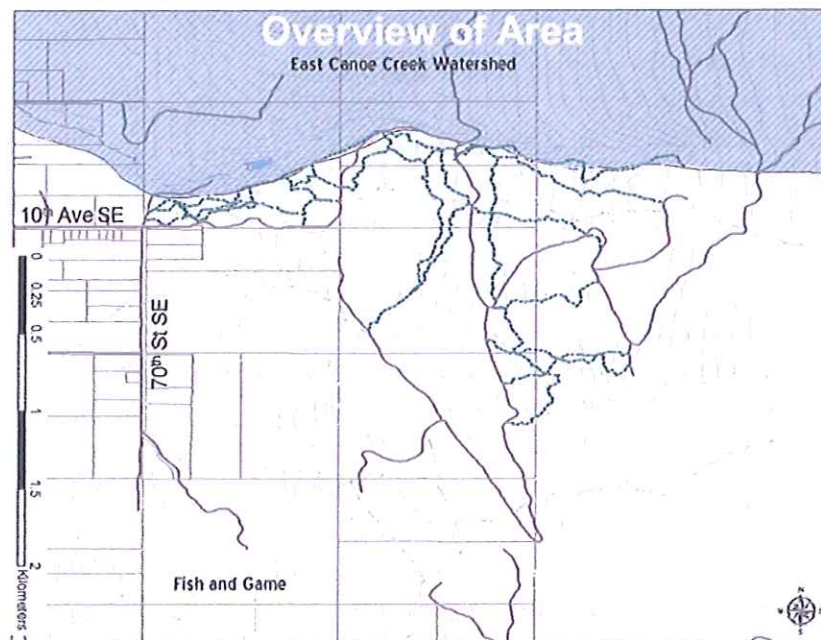 Overview of Area
East Canoe Creek Watershed
10th Ave SE
70th St SE
0
0.25
0.5
1
1.5
2
Kilometers
Fish and Game
N
W
S